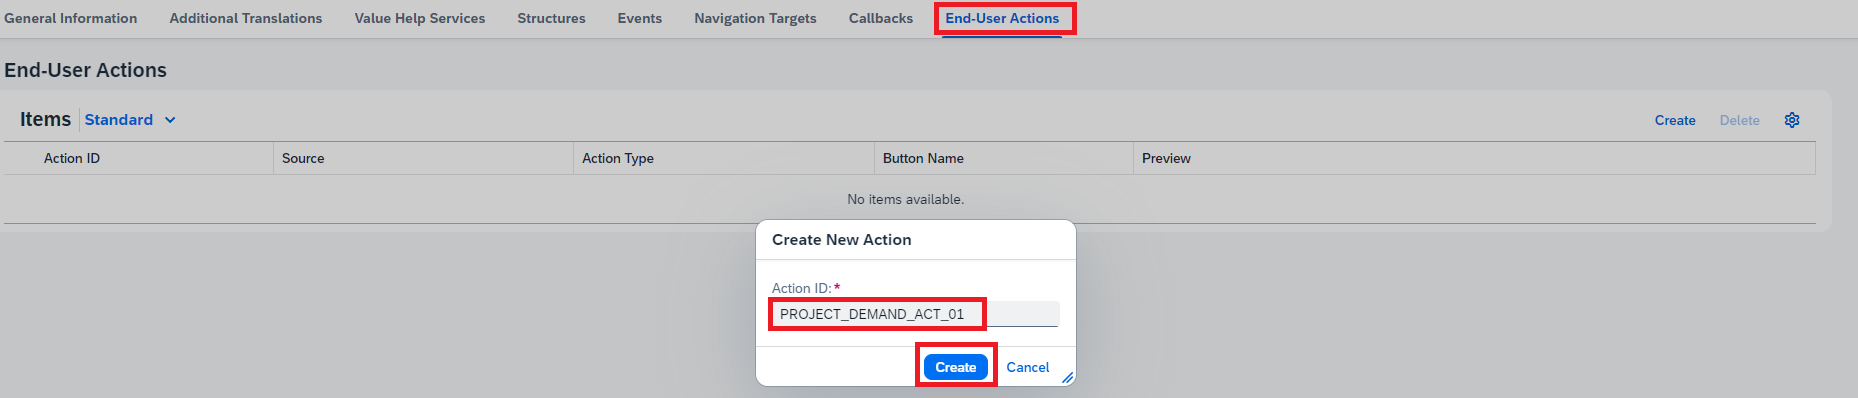 General Information Additional Translations Value Help Services Structures Events Navigation Targets Callbacks End-User Actions
End-User Actions
Items Standard Create Delete
Action ID Source Action Type Button Name Preview
No items available.
Create New Action
Action ID:*
PROJECT_DEMAND_ACT_01
Create Cancel